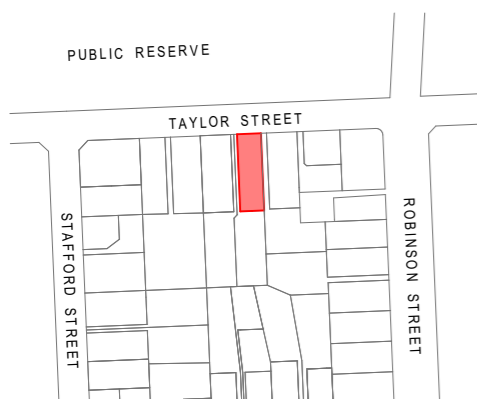 PUBLIC RESERVE
TAYLOR STREET
STAFFORD STREET
ROBINSON STREET